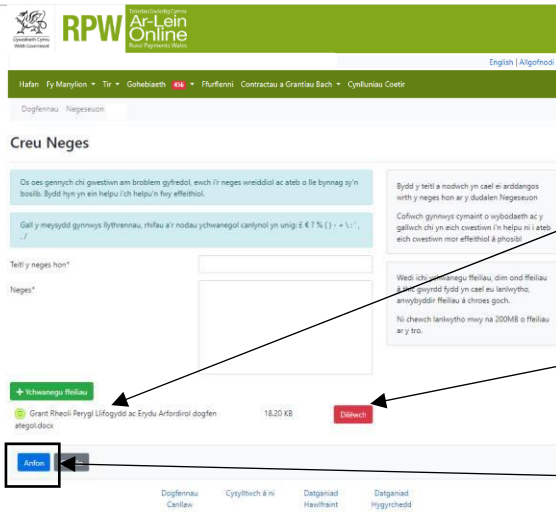 Llywodraeth Cymru
Welsh Government
RPW
Taliadau Gwledig Cymru
Ar-Lein
Online
Rural Payments Wales
English | Allgofnodi
Hafan Fy Manylion Tir Gohebiaeth 456 Ffurflenni Contractau a Grantiau Bach Cynlluniau Coetir
Dogfennau Negeseuon
Creu Neges
Os oes gennych chi gwestiwn am broblem gyfredol, ewch i'r neges wreiddiol ac ateb o lle bynnag sy'n
bosilb. Bydd hyn yn ein helpu i'ch helpu'n fwy effeithiol.
Gall y meysydd gynnwys llythrennau, rhifau a'r nodau ychwanegol canlynol yn unig: £ € ? % ( ) - + \ : ' ,
. /
Bydd y teitl a nodwch yn cael ei arddangos
wrth y neges hon ar y dudalen Negeseuon
Cofiwch gynnwys cymaint o wybodaeth ac y
gallwch chi yn eich cwestiwn i'n helpu ni i ateb
eich cwestiwn mor effeithiol â phosibl
Teitl y neges hon*
Neges*
Wedi ichi ychwanegu ffeiliau, dim ond ffeiliau
â thic gwyrdd fydd yn cael eu lanlwytho,
anwybyddir ffeiliau â chroes goch.
Ni chewch lanlwytho mwy na 200MB o ffeiliau
ar y tro.
+ Ychwanegu ffeiliau
Grant Rheoli Perygl Llifogydd ac Erydu Arfordirol dogfen
ategol.docx
18.20 KB
Dilëwch
Anfon
Dogfennau
Canllaw
Cysylltwch â ni
Datganiad
Hawlfraint
Datganiad
Hygyrchedd